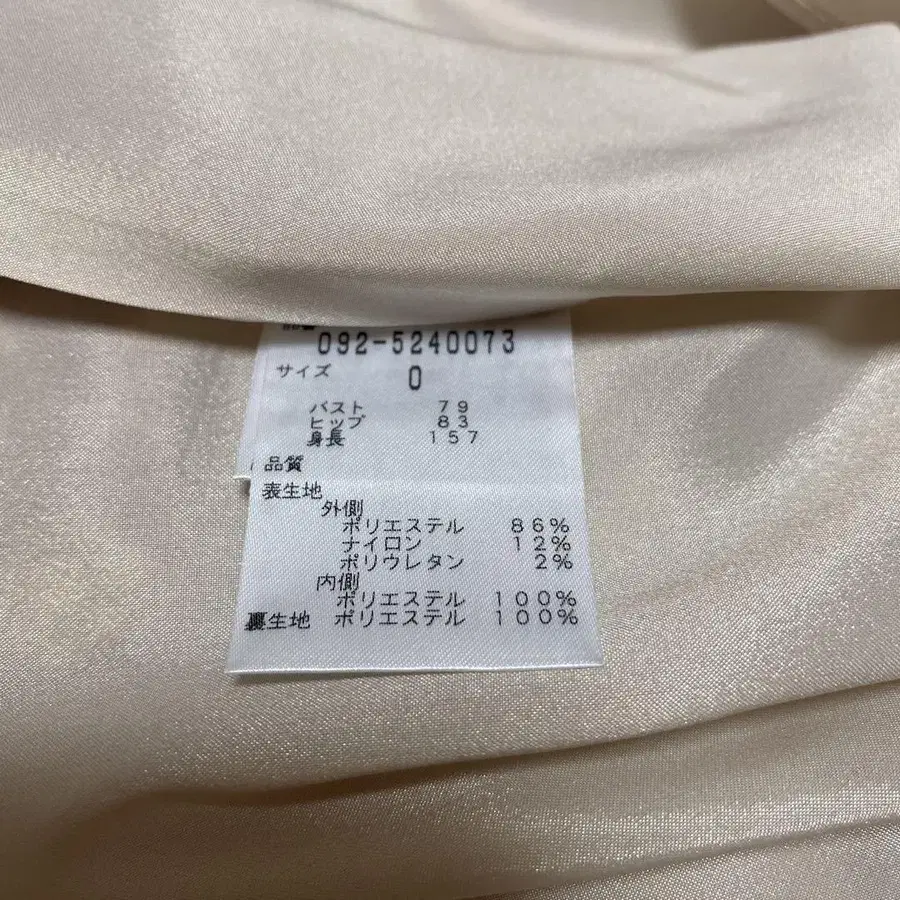 品番
092-5240073
サイズ 0
バスト 79
ヒップ 83
身長 157
品質
表生地
外側
ポリエステル 86%
ナイロン 12%
ポリウレタン 2%
内側
ポリエステル 100%
裏生地 ポリエステル 100%